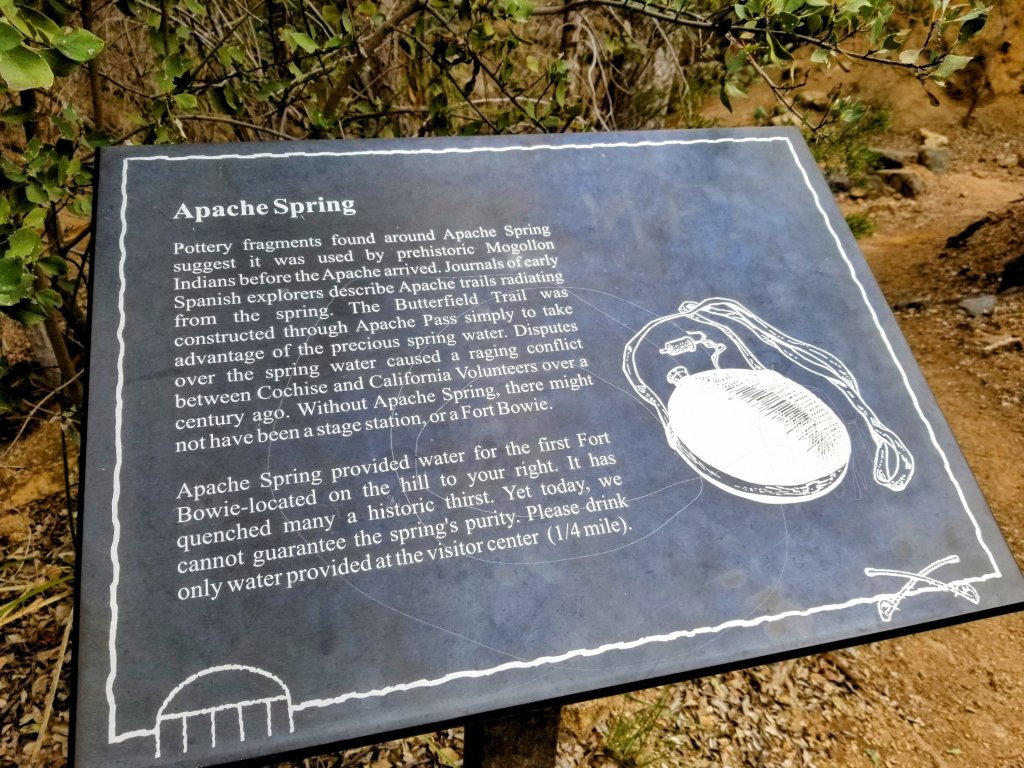 Apache Spring
Pottery fragments found around Apache Spring
suggest it was used by prehistoric Mogollon
Indians before the Apache arrived. Journals of early
Spanish explorers describe Apache trails radiating
from the spring. The Butterfield Trail was
constructed through Apache Pass simply to take
advantage of the precious spring water. Disputes
over the spring water caused a raging conflict
between Cochise and California Volunteers over a
century ago. Without Apache Spring, there might
not have been a stage station, or a Fort Bowie.
Apache Spring provided water for the first Fort
Bowie-located on the hill to your right. It has
quenched many a historic thirst. Yet today, we
cannot guarantee the spring's purity. Please drink
only water provided at the visitor center (1/4 mile).